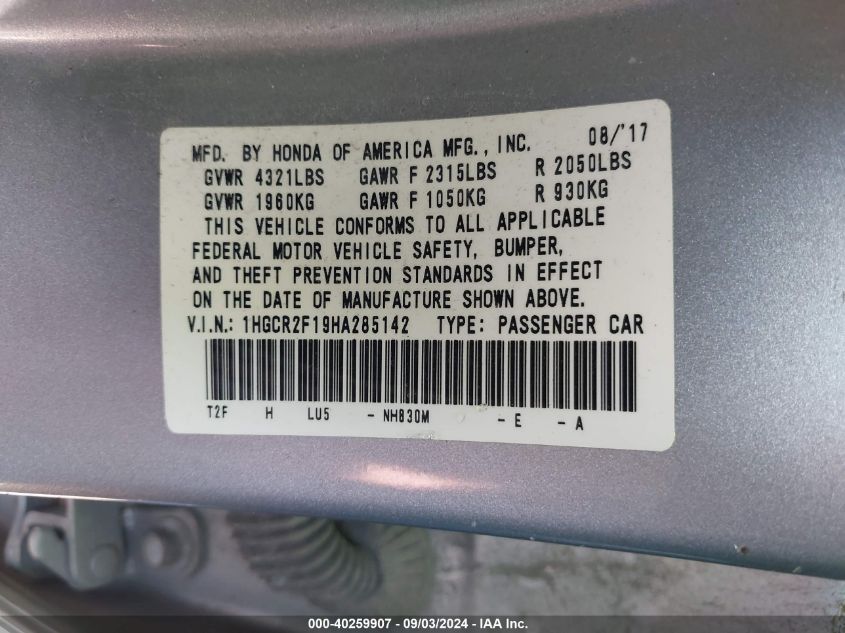 MFD. BY HONDA OF AMERICA MFG., INC. 08/'17
GVWR 4321LBS GAWR F 2315LBS R 2050LBS
GVWR 1960KG GAWR F 1050KG R 930KG
THIS VEHICLE CONFORMS TO ALL APPLICABLE
FEDERAL MOTOR VEHICLE SAFETY, BUMPER,
AND THEFT PREVENTION STANDARDS IN EFFECT
ON THE DATE OF MANUFACTURE SHOWN ABOVE.
V.I.N.: 1HGCR2F19HA285142 TYPE: PASSENGER CAR
T2F H LU5 - NH830M - E - A
000-40259907 - 09/03/2024 - IAA Inc.